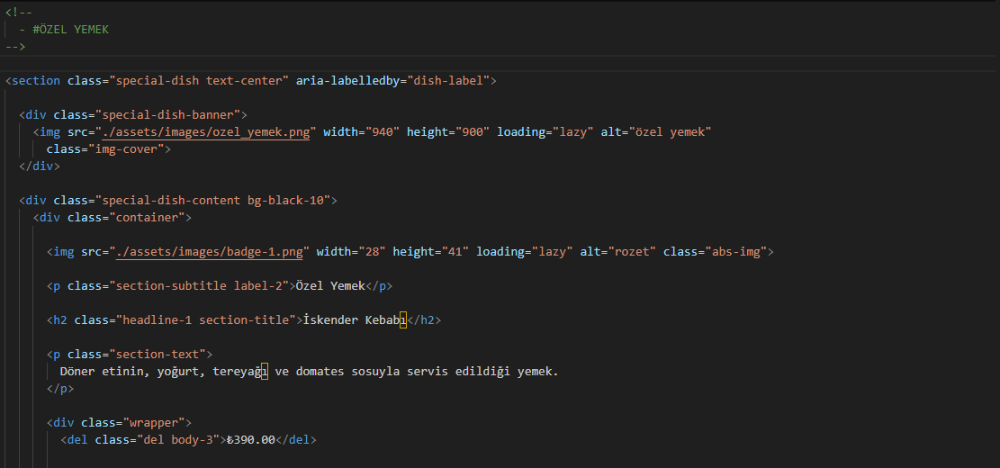 <!--
- #ÖZEL YEMEK
-->
<section class="special-dish text-center" aria-labelledby="dish-label">
<div class="special-dish-banner">
<img src="./assets/images/ozel_yemek.png" width="940" height="900" loading="lazy" alt="özel yemek"
class="img-cover">
</div>
<div class="special-dish-content bg-black-10">
<div class="container">
<img src="./assets/images/badge-1.png" width="28" height="41" loading="lazy" alt="rozet" class="abs-img">
<p class="section-subtitle label-2">Özel Yemek</p>
<h2 class="headline-1 section-title">İskender Kebabı</h2>
<p class="section-text">
Döner etinin, yoğurt, tereyağı ve domates sosuyla servis edildiği yemek.
</p>
<div class="wrapper">
<del class="del body-3">₺390.00</del>